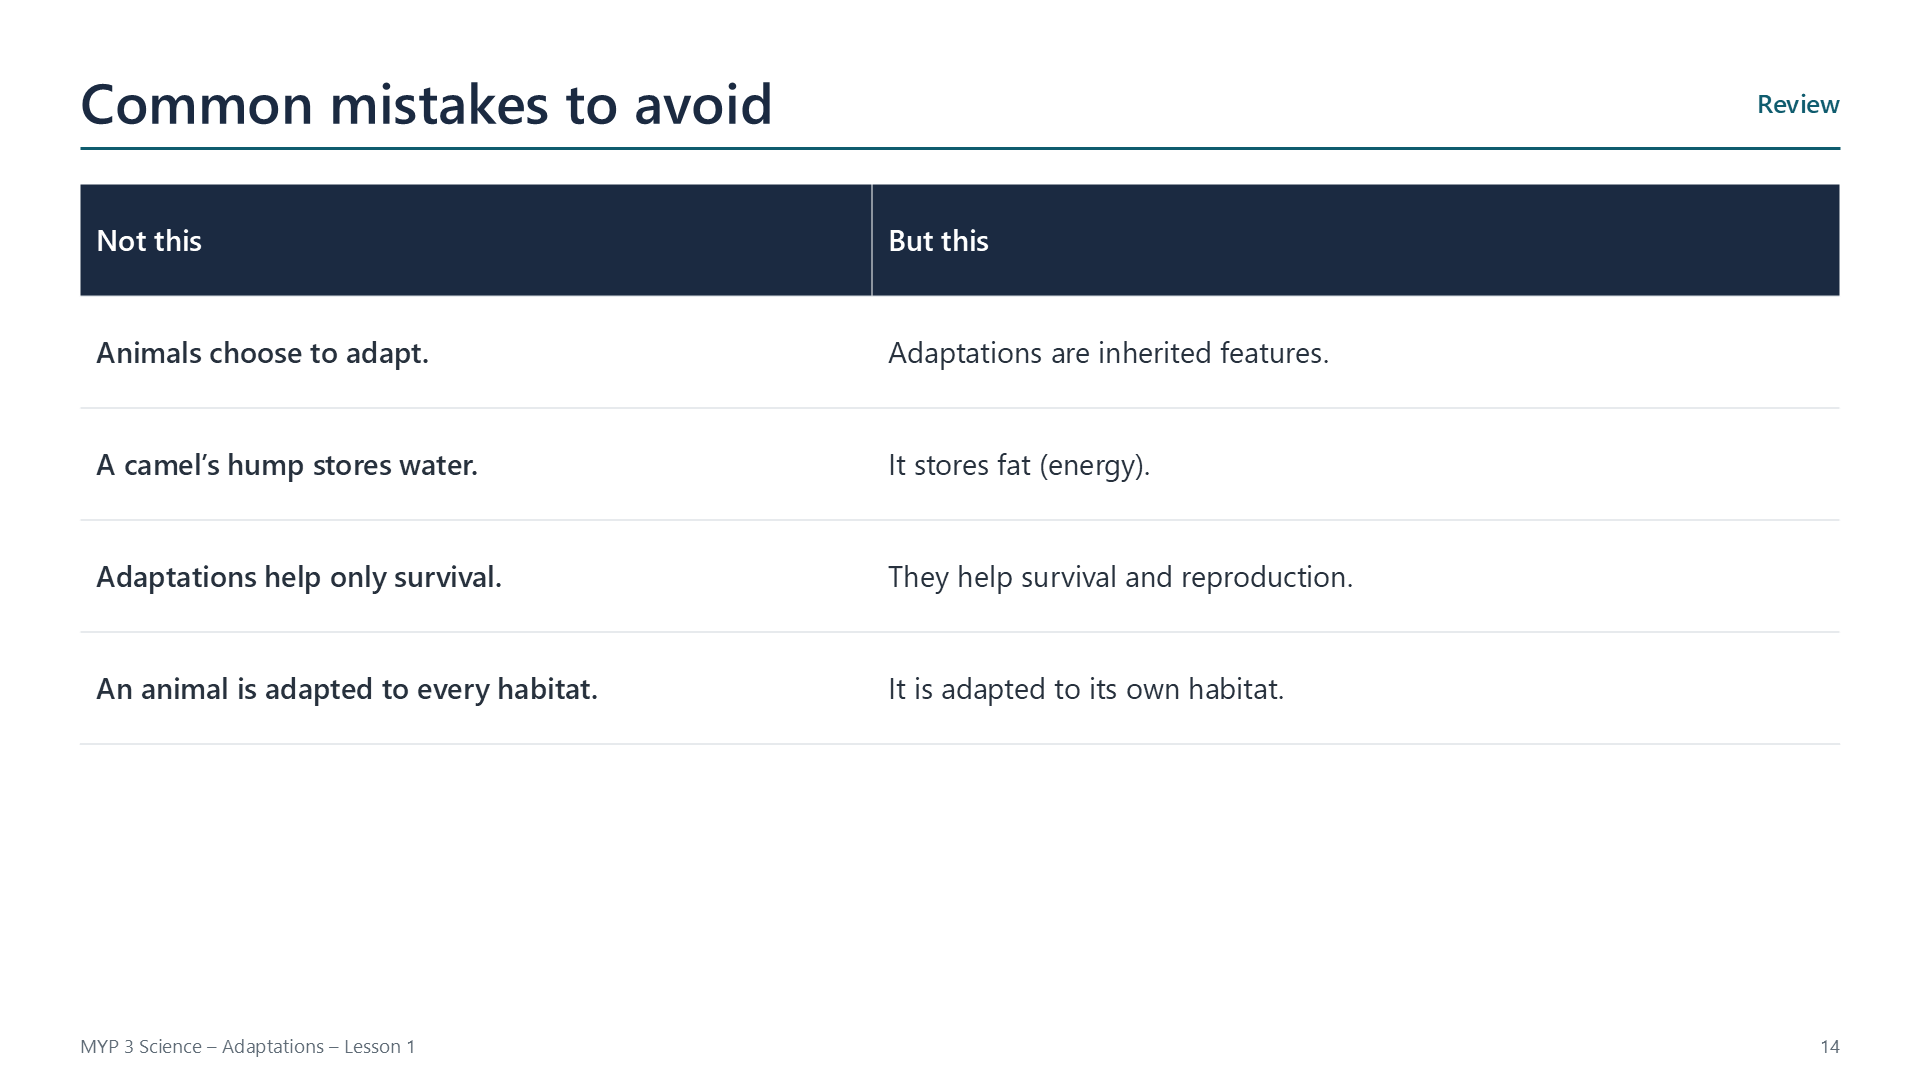 Common mistakes to avoid
Review
Not this
But this
Animals choose to adapt.
Adaptations are inherited features.
A camel’s hump stores water.
It stores fat (energy).
Adaptations help only survival.
They help survival and reproduction.
An animal is adapted to every habitat.
It is adapted to its own habitat.
MYP 3 Science – Adaptations – Lesson 1
14